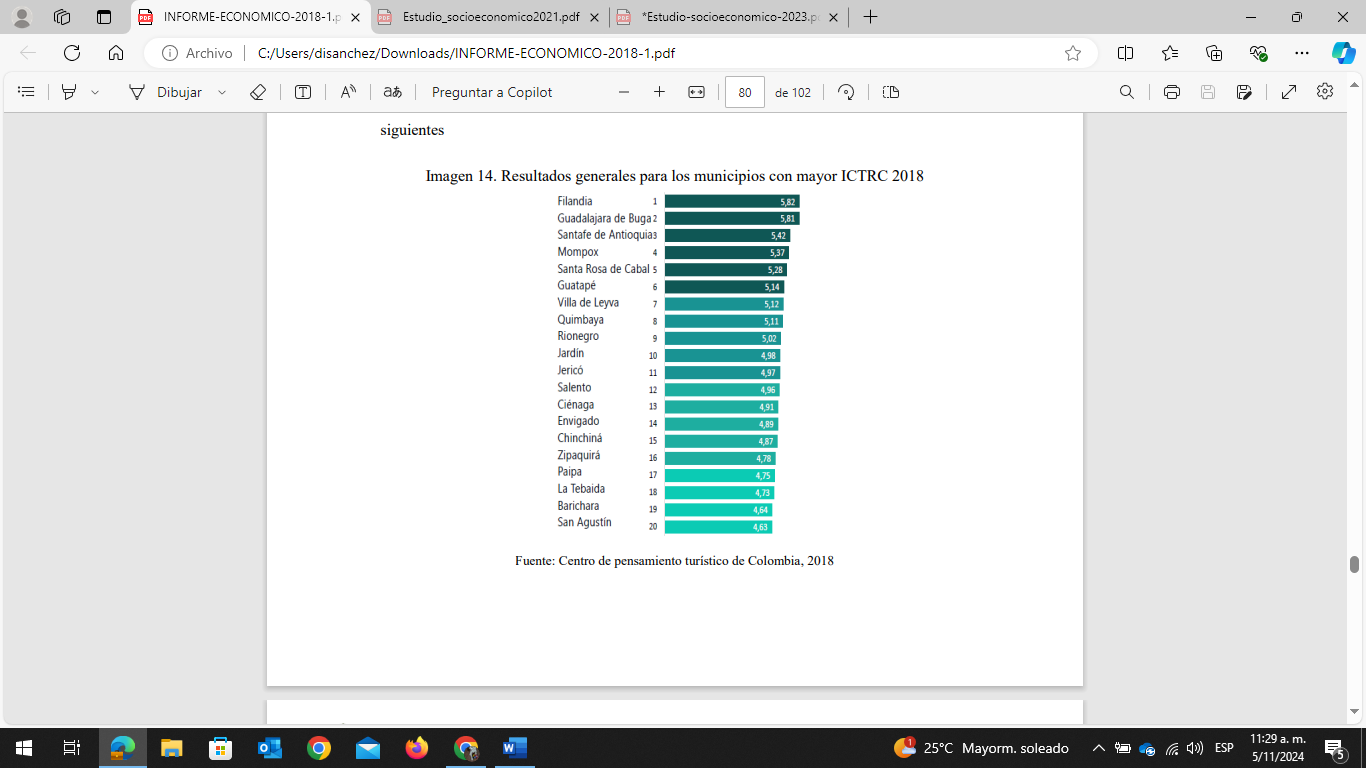 INFORME-ECONOMICO-2018-1.p
Estudio_socioeconomico2021.pdf
*Estudio-socioeconomico-2023.p
Archivo
C:/Users/disanchez/Downloads/INFORME-ECONOMICO-2018-1.pdf
Dibujar
Preguntar a Copilot
80
de 102
siguientes
Imagen 14. Resultados generales para los municipios con mayor ICTRC 2018
Filandia 1 5,82
Guadalajara de Buga 2 5,81
Santafe de Antioquia 3 5,42
Mompox 4 5,37
Santa Rosa de Cabal 5 5,28
Guatapé 6 5,14
Villa de Leyva 7 5,12
Quimbaya 8 5,11
Rionegro 9 5,02
Jardín 10 4,98
Jericó 11 4,97
Salento 12 4,96
Ciénaga 13 4,91
Envigado 14 4,89
Chinchiná 15 4,87
Zipaquirá 16 4,78
Paipa 17 4,75
La Tebaida 18 4,73
Barichara 19 4,64
San Agustín 20 4,63
Fuente: Centro de pensamiento turístico de Colombia, 2018
25°C Mayorm. soleado
ESP
11:29 a. m.
5/11/2024